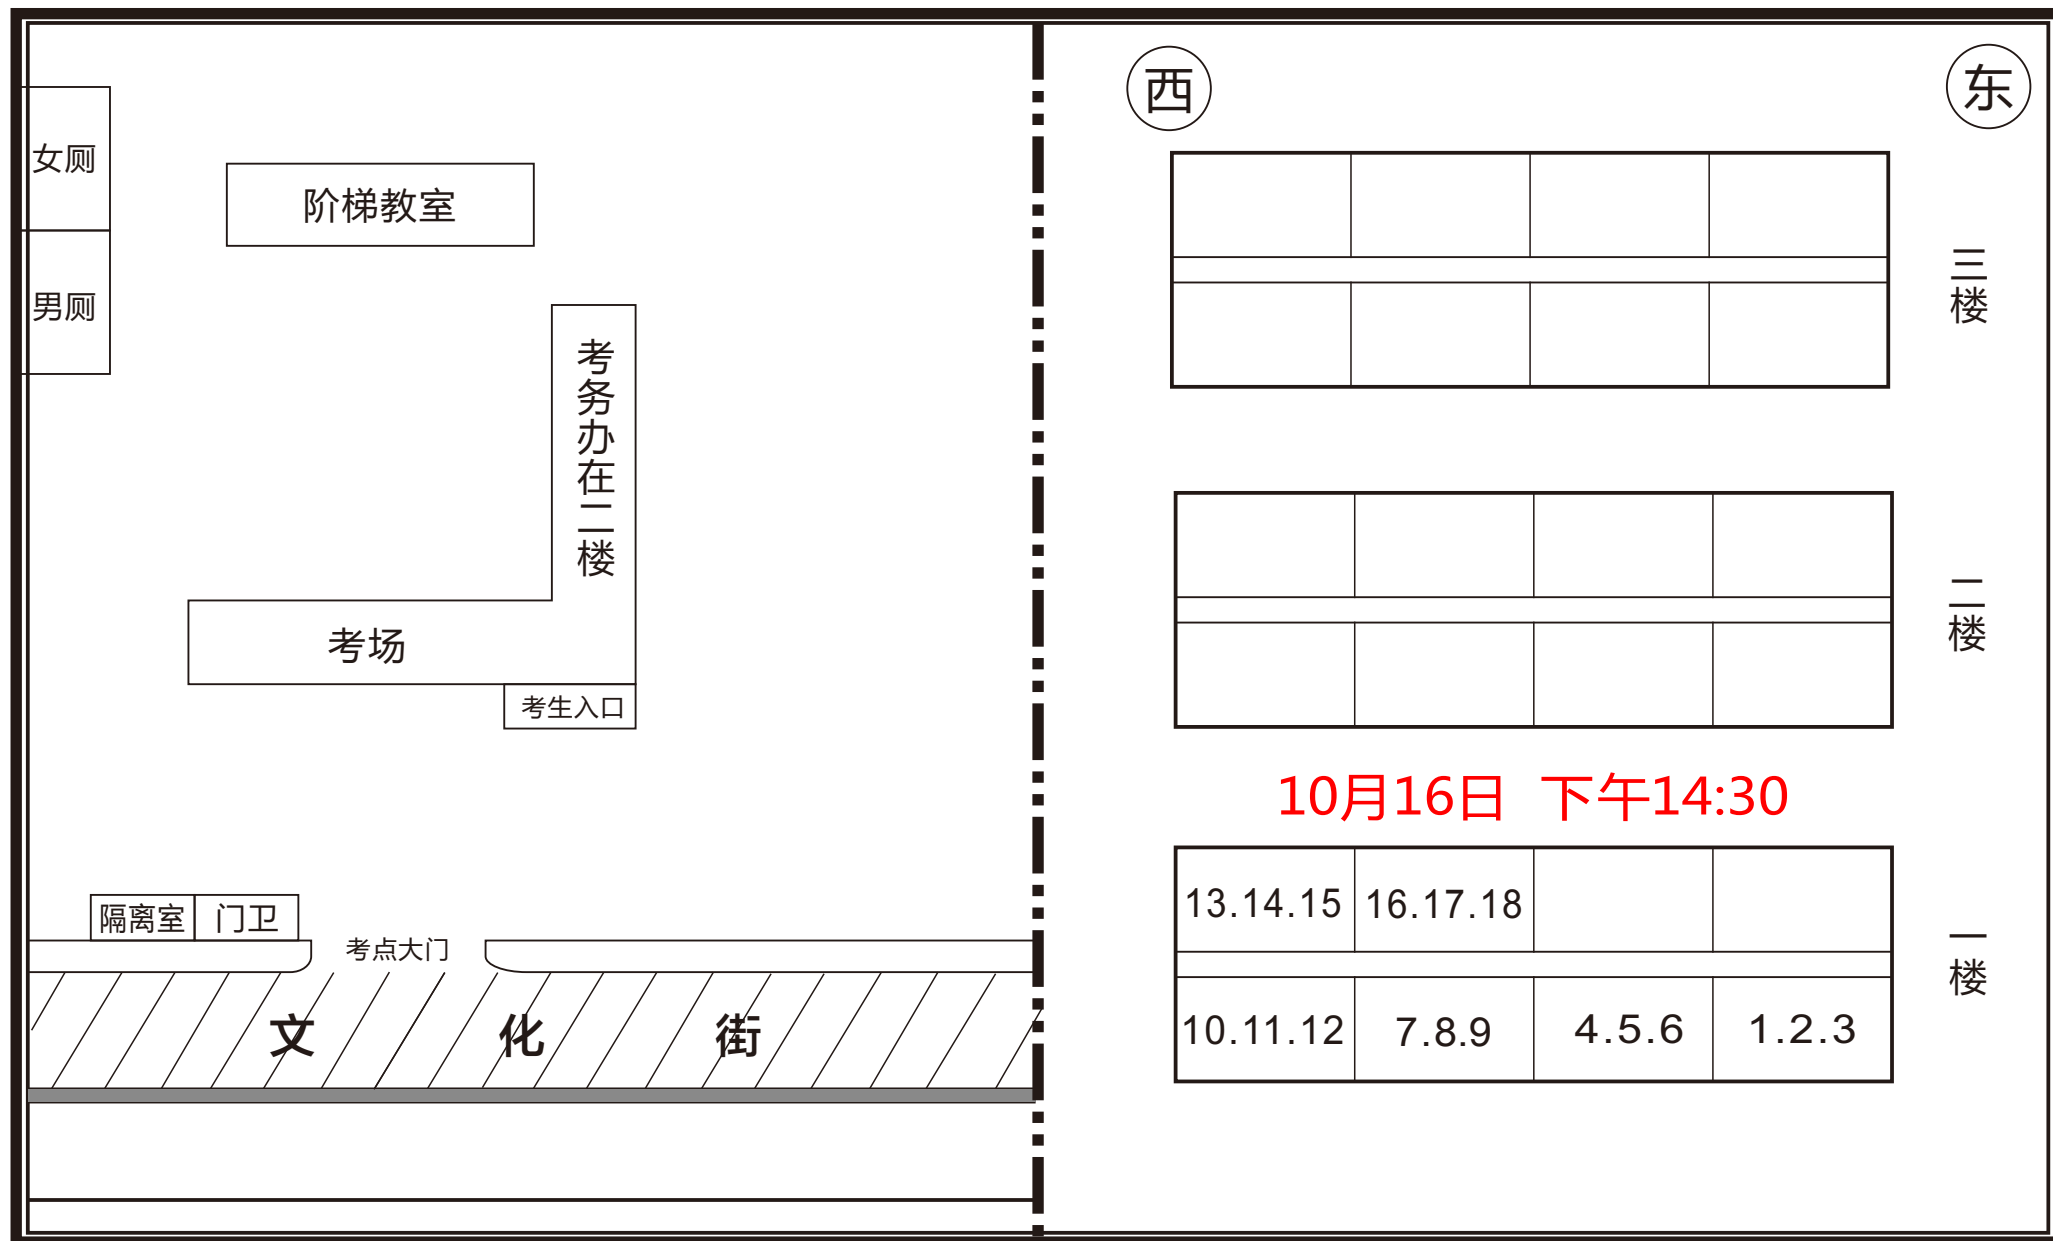 女厕
男厕
阶梯教室
考务办在二楼
考场
考生入口
隔离室
门卫
考点大门
文化街
西
东
三楼
二楼
10月16日 下午14:30
13.14.15
16.17.18
一楼
10.11.12
7.8.9
4.5.6
1.2.3